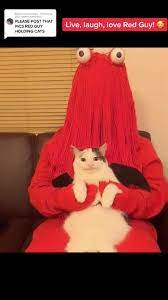 PLEASE POST THAT
PICS RED GUY
HOLDING CATS
Live, laugh, love Red Guy! 🥰